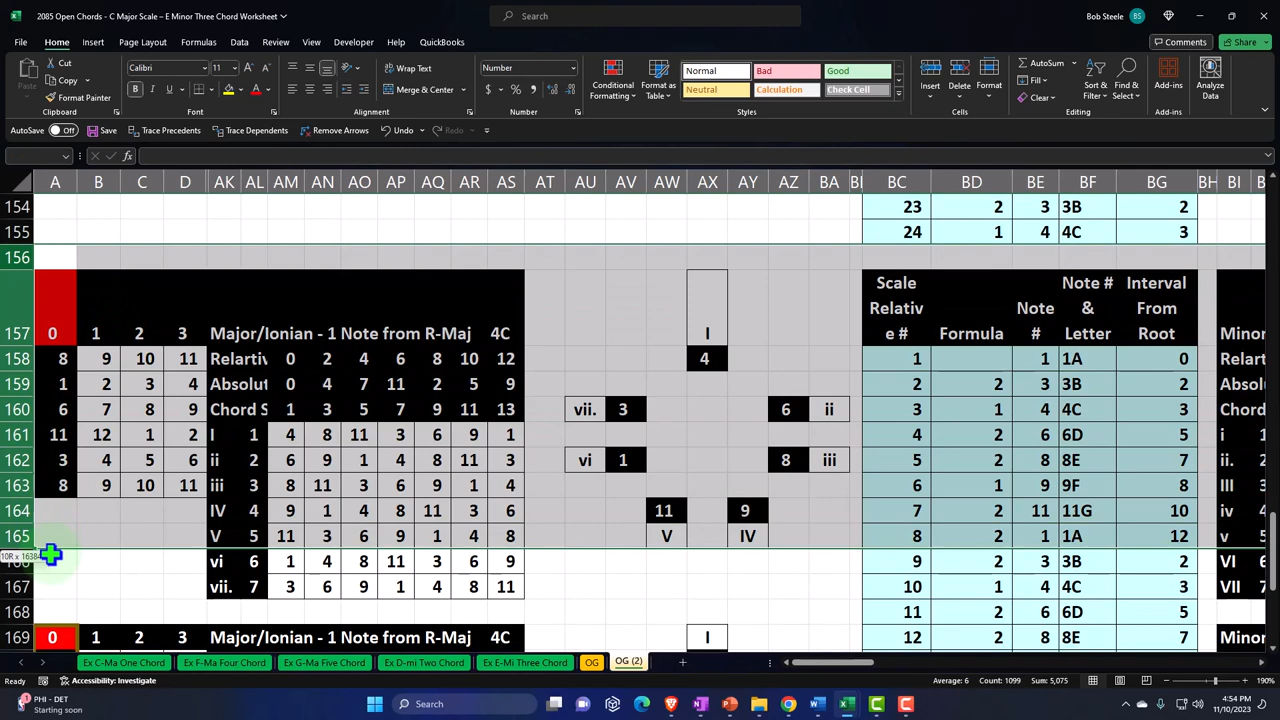 2085 Open Chords - C Major Scale – E Minor Three Chord Worksheet
Search
Bob Steele BS
File Home Insert Page Layout Formulas Data Review View Developer Help QuickBooks Comments Share
Cut Copy Format Painter Paste Clipboard
Calibri 11 B I U Font
Wrap Text Merge & Center Alignment
Number $ % Number
Conditional Formatting Format as Table
Normal Bad Good Neutral Calculation Check Cell Styles
Insert Delete Format Cells
AutoSum Fill Clear Sort & Filter Find & Select Editing
Add-ins Add-ins Analyze Data
AutoSave Off Save Trace Precedents Trace Dependents Remove Arrows Undo Redo
fx
A B C D AK AL AM AN AO AP AQ AR AS AT AU AV AW AX AY AZ BA BC BD BE BF BG BH BI
154 23 2 3 3B 2
155 24 1 4 4C 3
156
157 0 1 2 3 Major/Ionian - 1 Note from R-Maj 4C I Scale Relativ e # Formula Note # Note # & Letter Interval From Root Minor
158 8 9 10 11 Relartiv 0 2 4 6 8 10 12 4 1 1 1A 0 Relart
159 1 2 3 4 Absolut 0 4 7 11 2 5 9 2 2 3 3B 2 Absol
160 6 7 8 9 Chord S 1 3 5 7 9 11 13 vii. 3 6 ii 3 1 4 4C 3 Chord
161 11 12 1 2 I 1 4 8 11 3 6 9 1 4 2 6 6D 5 i
162 3 4 5 6 ii 2 6 9 1 4 8 11 3 vi 1 8 iii 5 2 8 8E 7 ii.
163 8 9 10 11 iii 3 8 11 3 6 9 1 4 6 1 9 9F 8 III
164 IV 4 9 1 4 8 11 3 6 11 9 7 2 11 11G 10 iv
165 V 5 11 3 6 9 1 4 8 V IV 8 2 1 1A 12 v
10R x 16384
vi 6 1 4 8 11 3 6 9 9 2 3 3B 2 VI
167 vii. 7 3 6 9 1 4 8 11 10 1 4 4C 3 VII
168 11 2 6 6D 5
169 0 1 2 3 Major/Ionian - 1 Note from R-Maj 4C I 12 2 8 8E 7 Minor
Ex C-Ma One Chord Ex F-Ma Four Chord Ex G-Ma Five Chord Ex D-mi Two Chord Ex E-Mi Three Chord OG OG (2)
Ready Accessibility: Investigate Average: 6 Count: 1099 Sum: 5,075 190%
PHI - DET Starting soon
Search
4:54 PM
11/10/2023